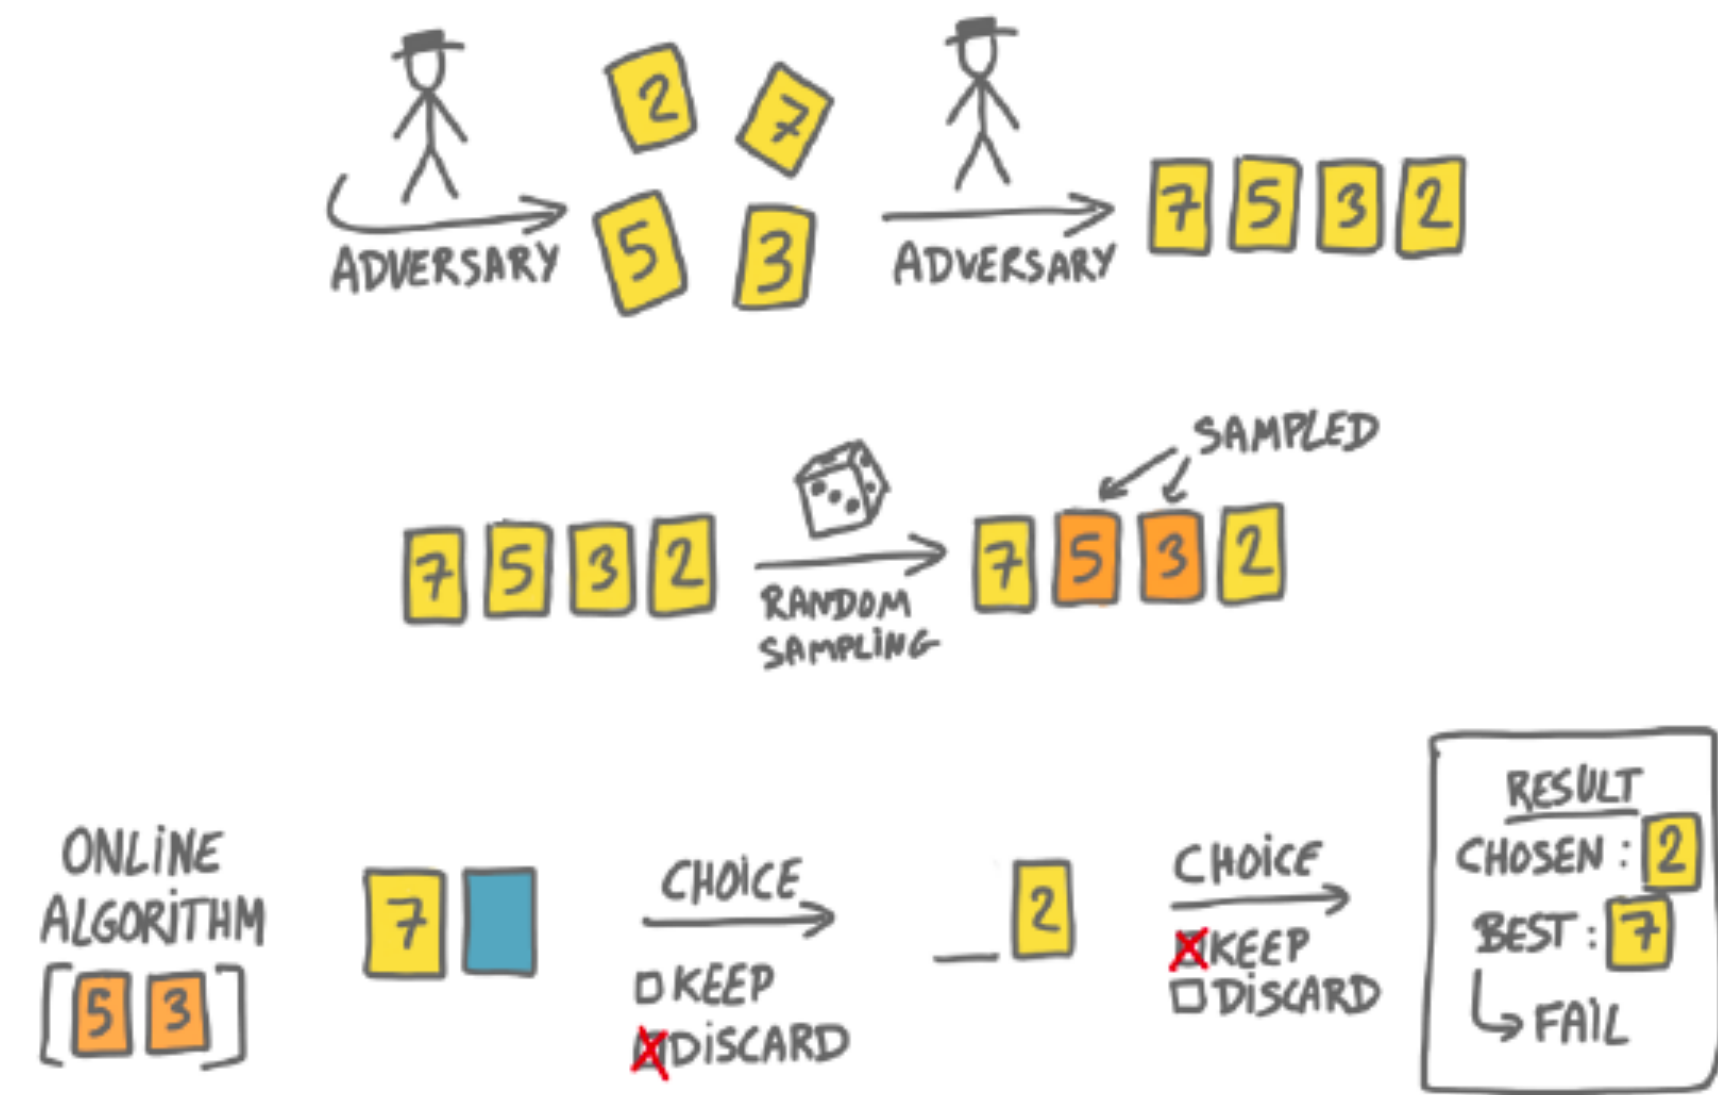 2 7
ADVERSARY 5 3 ADVERSARY 7 5 3 2
SAMPLED
7 5 3 2 RANDOM 7 5 3 2
SAMPLING
ONLINE
ALGORITHM
[5 3]
7
CHOICE
KEEP
DISCARD
2
CHOICE
KEEP
DISCARD
RESULT
CHOSEN: 2
BEST: 7
FAIL